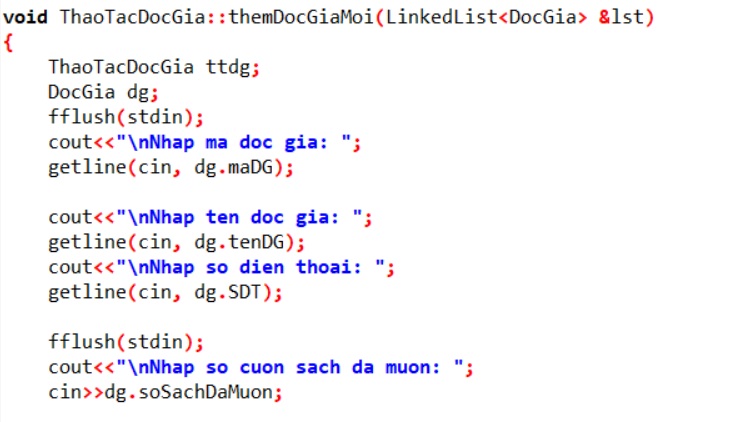 void ThaoTacDocGia::themDocGiaMoi(LinkedList<DocGia> &lst)
{
ThaoTacDocGia ttdg;
DocGia dg;
fflush(stdin);
cout<<"\nNhap ma doc gia: ";
getline(cin, dg.maDG);
cout<<"\nNhap ten doc gia: ";
getline(cin, dg.tenDG);
cout<<"\nNhap so dien thoai: ";
getline(cin, dg.SDT);
fflush(stdin);
cout<<"\nNhap so cuon sach da muon: ";
cin>>dg.soSachDaMuon;